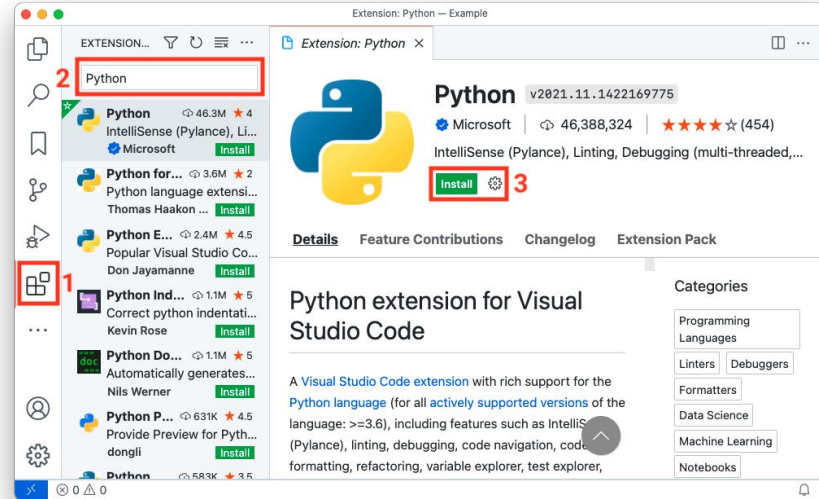 Extension: Python — Example
EXTENSION...
Extension: Python
2
Python
Python 46.3M ★ 4
IntelliSense (Pylance), Li...
Microsoft Install
Python for... 3.6M ★ 2
Python language extensi...
Thomas Haakon ... Install
Python E... 2.4M ★ 4.5
Popular Visual Studio Co...
Don Jayamanne Install
1
Python Ind... 1.1M ★ 5
Correct python indentati...
Kevin Rose Install
doc
Python Do... 1.1M ★ 5
Automatically generates...
Nils Werner Install
Python P... 631K ★ 4.5
Provide Preview for Pyth...
dongli Install
Python 583K ★ 3.5
Python v2021.11.1422169775
Microsoft 46,388,324 ★★★★☆ (454)
IntelliSense (Pylance), Linting, Debugging (multi-threaded,...
Install 3
Details Feature Contributions Changelog Extension Pack
Python extension for Visual
Studio Code
A Visual Studio Code extension with rich support for the
Python language (for all actively supported versions of the
language: >=3.6), including features such as IntelliS
(Pylance), linting, debugging, code navigation, code
formatting, refactoring, variable explorer, test explorer,
Categories
Programming
Languages
Linters Debuggers
Formatters
Data Science
Machine Learning
Notebooks
0 0